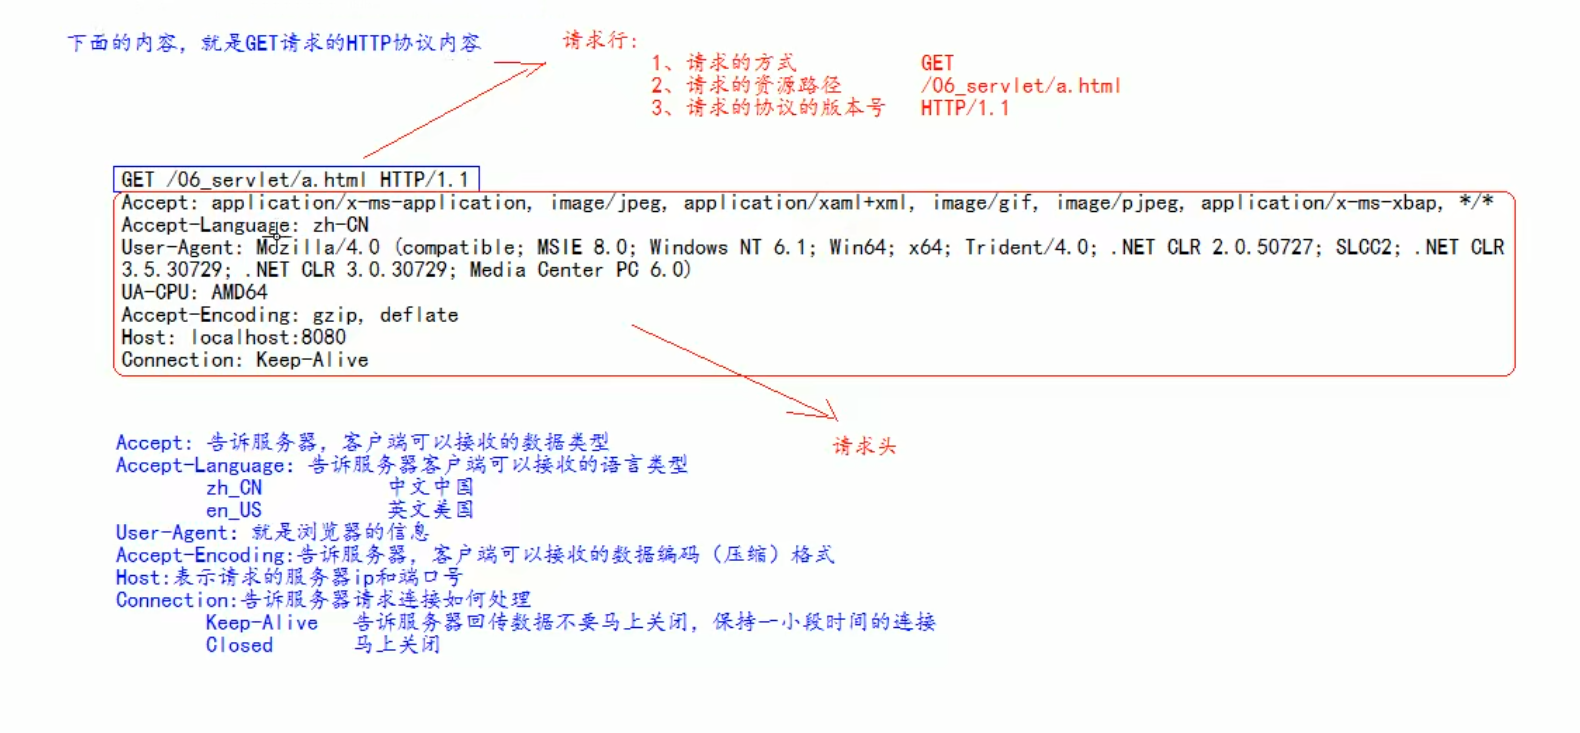 下面的内容，就是GET请求的HTTP协议内容
请求行：
1、请求的方式 GET
2、请求的资源路径 /06_servlet/a.html
3、请求的协议的版本号 HTTP/1.1
GET /06_servlet/a.html HTTP/1.1
Accept: application/x-ms-application, image/jpeg, application/xaml+xml, image/gif, image/pjpeg, application/x-ms-xbap, */*
Accept-Language: zh-CN
User-Agent: Mozilla/4.0 (compatible; MSIE 8.0; Windows NT 6.1; Win64; x64; Trident/4.0; .NET CLR 2.0.50727; SLCC2; .NET CLR
3.5.30729; .NET CLR 3.0.30729; Media Center PC 6.0)
UA-CPU: AMD64
Accept-Encoding: gzip, deflate
Host: localhost:8080
Connection: Keep-Alive
请求头
Accept: 告诉服务器，客户端可以接收的数据类型
Accept-Language: 告诉服务器客户端可以接收的语言类型
zh_CN 中文中国
en_US 英文美国
User-Agent: 就是浏览器的信息
Accept-Encoding:告诉服务器，客户端可以接收的数据编码（压缩）格式
Host:表示请求的服务器ip和端口号
Connection:告诉服务器请求连接如何处理
Keep-Alive 告诉服务器回传数据不要马上关闭，保持一小段时间的连接
Closed 马上关闭